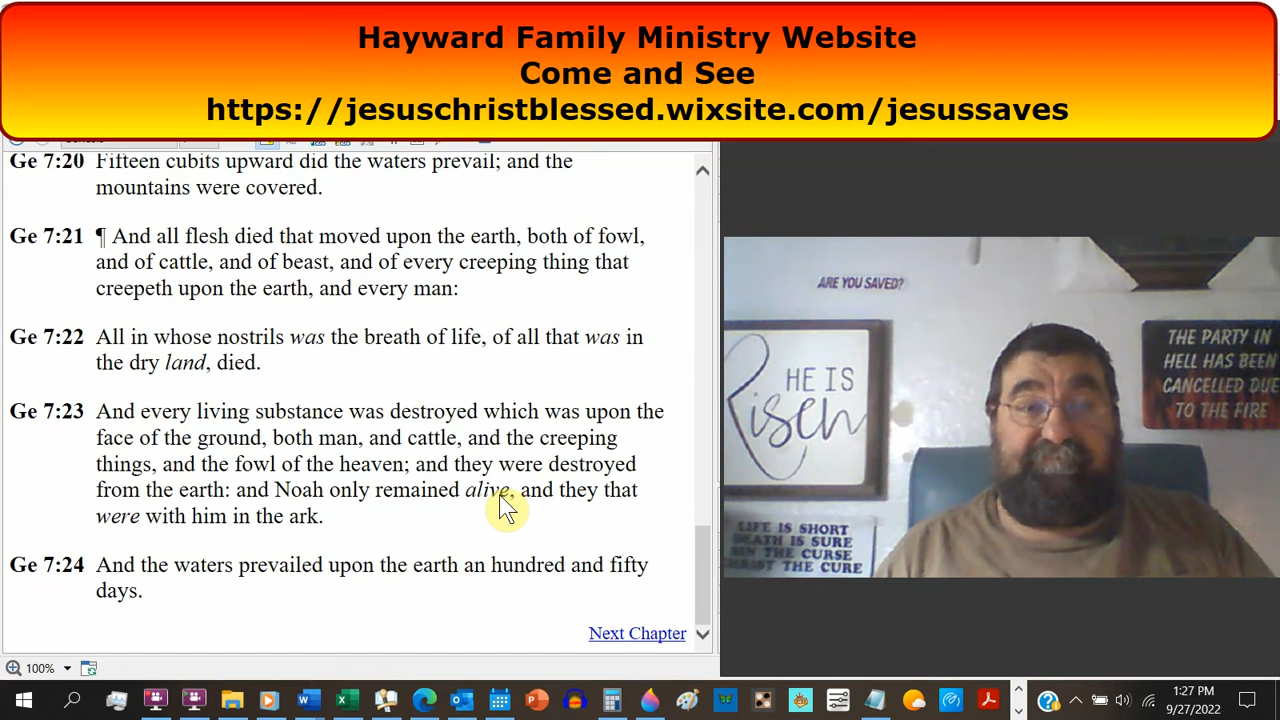 Hayward Family Ministry Website
Come and See
https://jesuschristblessed.wixsite.com/jesussaves
Ge 7:20 Fifteen cubits upward did the waters prevail; and the
mountains were covered.
Ge 7:21 ¶ And all flesh died that moved upon the earth, both of fowl,
and of cattle, and of beast, and of every creeping thing that
creepeth upon the earth, and every man:
Ge 7:22 All in whose nostrils was the breath of life, of all that was in
the dry land, died.
Ge 7:23 And every living substance was destroyed which was upon the
face of the ground, both man, and cattle, and the creeping
things, and the fowl of the heaven; and they were destroyed
from the earth: and Noah only remained alive, and they that
were with him in the ark.
Ge 7:24 And the waters prevailed upon the earth an hundred and fifty
days.
Next Chapter
100%
ARE YOU SAVED?
HE IS
Risen
THE PARTY IN
HELL HAS BEEN
CANCELLED DUE
TO THE FIRE
LIFE IS SHORT
DEATH IS SURE
SIN THE CURSE
CHRIST THE CURE
1:27 PM
9/27/2022